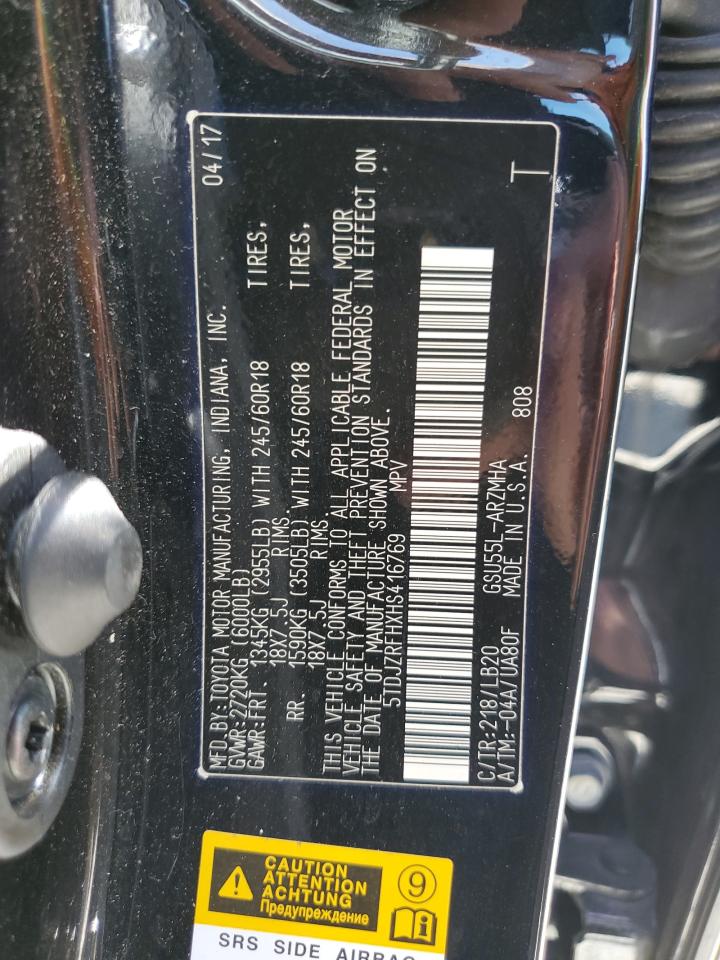 MFD.BY:TOYOTA MOTOR MANUFACTURING, INDIANA, INC. 04/17
GVWR:2720KG (6000LB)
GAWR:FRT. 1345KG (2955LB) WITH 245/60R18 TIRES,
18X7.5J RIMS
RR. 1590KG (3505LB) WITH 245/60R18 TIRES,
18X7.5J RIMS
THIS VEHICLE CONFORMS TO ALL APPLICABLE FEDERAL MOTOR
VEHICLE SAFETY AND THEFT PREVENTION STANDARDS IN EFFECT ON
THE DATE OF MANUFACTURE SHOWN ABOVE.
5TDJZRFHXHS416769 MPV
C/TR:218/LB20 GSU55L-ARZMHA
A/TM:-04A/UA80F MADE IN U.S.A. 808 T
CAUTION
ATTENTION
ACHTUNG
Предупреждение
9
SRS SIDE AIRBAG